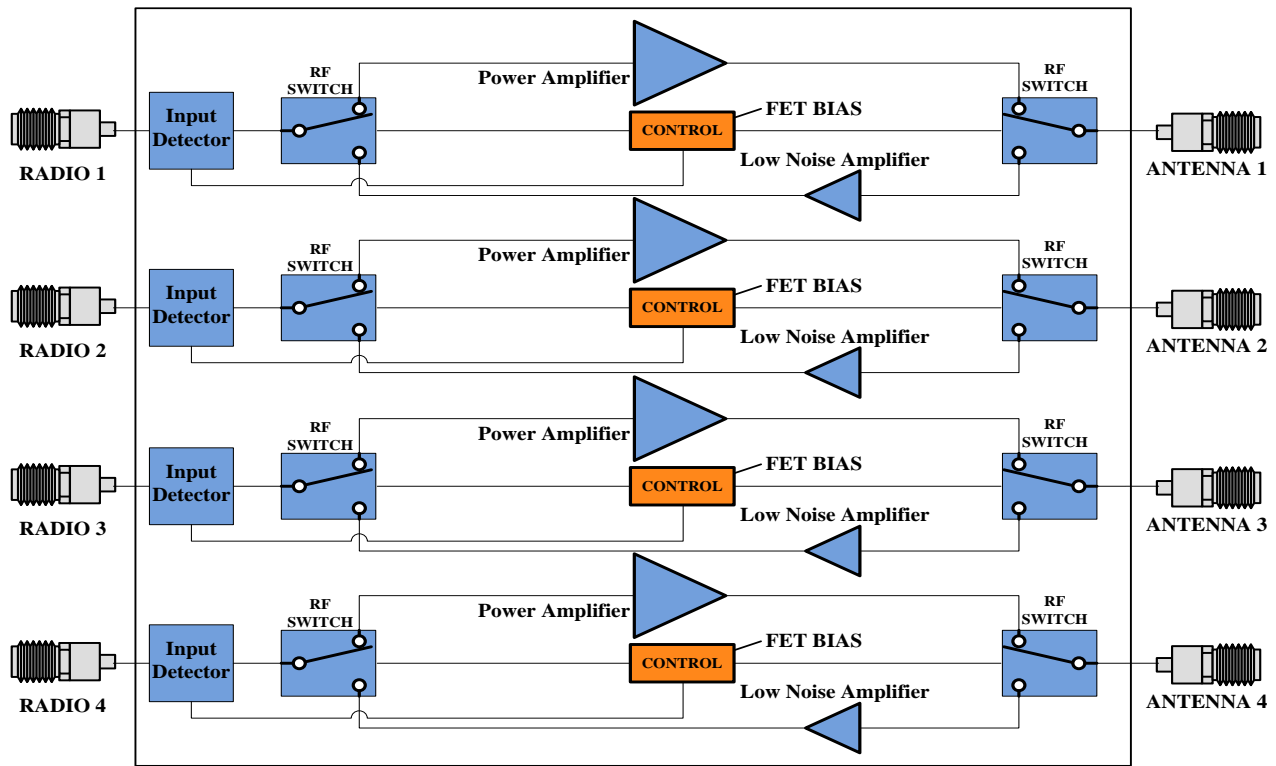 RF
SWITCH
Power Amplifier
RF
SWITCH
FET BIAS
Input
Detector
CONTROL
Low Noise Amplifier
RADIO 1
ANTENNA 1
RF
SWITCH
Power Amplifier
RF
SWITCH
FET BIAS
Input
Detector
CONTROL
Low Noise Amplifier
RADIO 2
ANTENNA 2
RF
SWITCH
Power Amplifier
RF
SWITCH
FET BIAS
Input
Detector
CONTROL
Low Noise Amplifier
RADIO 3
ANTENNA 3
RF
SWITCH
Power Amplifier
RF
SWITCH
FET BIAS
Input
Detector
CONTROL
Low Noise Amplifier
RADIO 4
ANTENNA 4